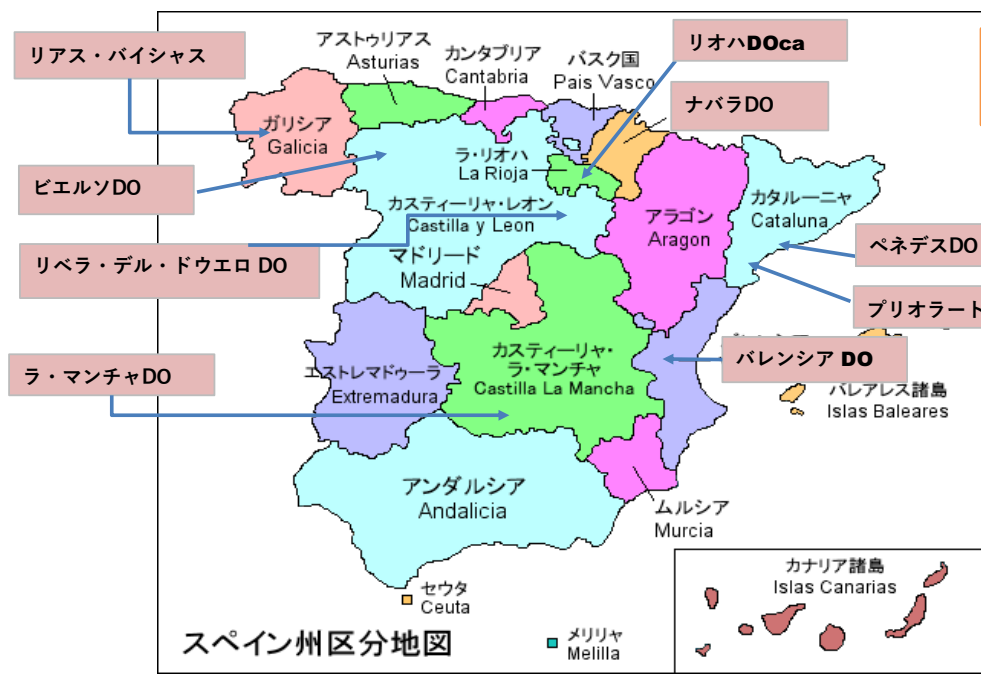 リアス・バイシャス
アストゥリアス
Asturias
カンタブリア
Cantabria
バスク国
Pais Vasco
リオハDOca
ナバラDO
ガリシア
Galicia
ビエルソDO
ラ・リオハ
La Rioja
カスティーリャ・レオン
Castilla y Leon
アラゴン
Aragon
カタルーニャ
Cataluna
リベラ・デル・ドウエロ DO
マドリード
Madrid
ペネデスDO
プリオラート
ラ・マンチャDO
エストレマドゥーラ
Extremadura
カスティーリャ・
ラ・マンチャ
Castilla La Mancha
バレンシア DO
バレアレス諸島
Islas Baleares
アンダルシア
Andalicia
ムルシア
Murcia
セウタ
Ceuta
メリリャ
Melilla
カナリア諸島
Islas Canarias
スペイン州区分地図